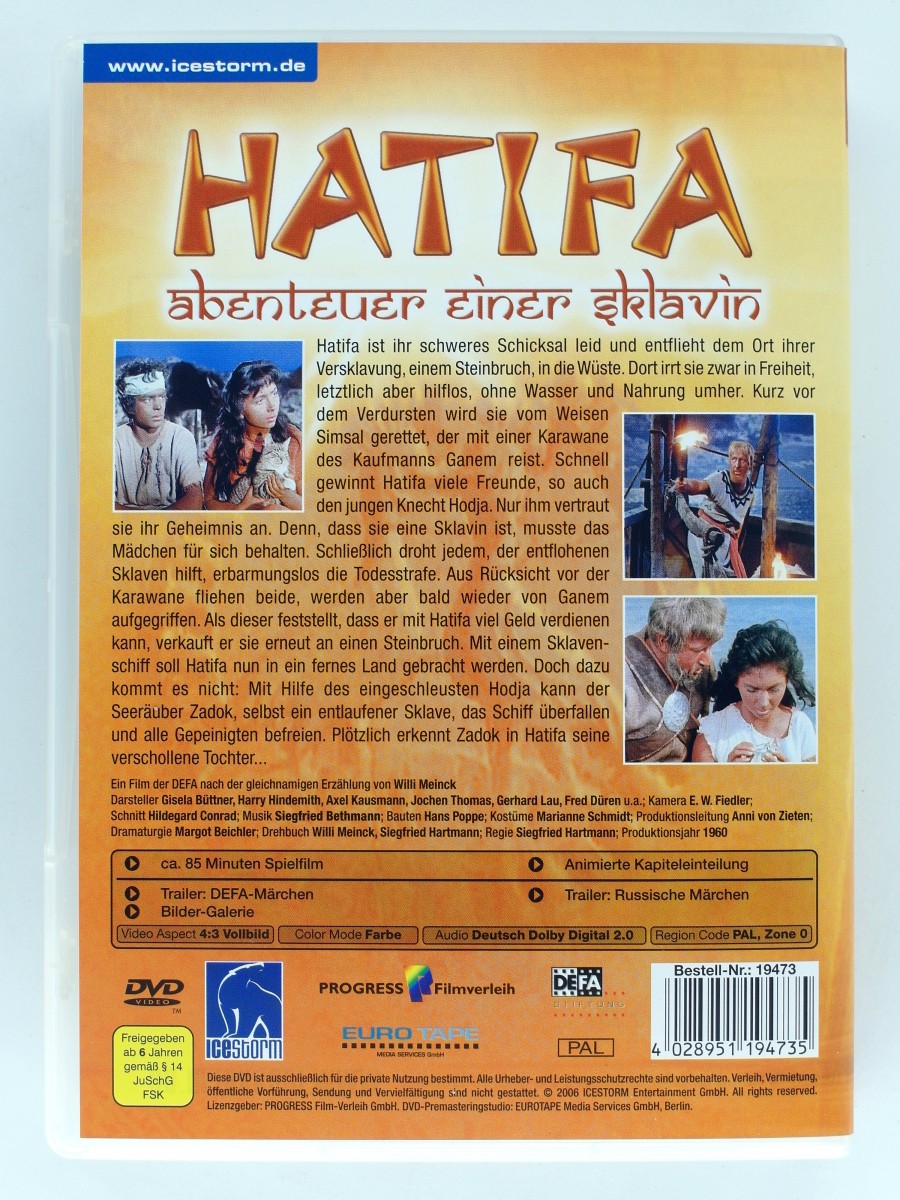 www.icestorm.de
HATIFA
abenteuer einer sklavin
Hatifa ist ihr schweres Schicksal leid und entflieht dem Ort ihrer
Versklavung, einem Steinbruch, in die Wüste. Dort irrt sie zwar in Freiheit,
letztlich aber hilflos, ohne Wasser und Nahrung umher. Kurz vor
dem Verdursten wird sie vom Weisen
Simsal gerettet, der mit einer Karawane
des Kaufmanns Ganem reist. Schnell
gewinnt Hatifa viele Freunde, so auch
den jungen Knecht Hodja. Nur ihm vertraut
sie ihr Geheimnis an. Denn, dass sie eine Sklavin ist, musste das
Mädchen für sich behalten. Schließlich droht jedem, der entflohenen
Sklaven hilft, erbarmungslos die Todesstrafe. Aus Rücksicht vor der
Karawane fliehen beide, werden aber bald wieder von Ganem
aufgegriffen. Als dieser feststellt, dass er mit Hatifa viel Geld verdienen
kann, verkauft er sie erneut an einen Steinbruch. Mit einem Sklaven-
schiff soll Hatifa nun in ein fernes Land gebracht werden. Doch dazu
kommt es nicht: Mit Hilfe des eingeschleusten Hodja kann der
Seeräuber Zadok, selbst ein entlaufener Sklave, das Schiff überfallen
und alle Gepeinigten befreien. Plötzlich erkennt Zadok in Hatifa seine
verschollene Tochter...
Ein Film der DEFA nach der gleichnamigen Erzählung von Willi Meinck
Darsteller Gisela Büttner, Harry Hindemith, Axel Kausmann, Jochen Thomas, Gerhard Lau, Fred Düren u.a.; Kamera E. W. Fiedler;
Schnitt Hildegard Conrad; Musik Siegfried Bethmann; Bauten Hans Poppe; Kostüme Marianne Schmidt; Produktionsleitung Anni von Zieten;
Dramaturgie Margot Beichler; Drehbuch Willi Meinck, Siegfried Hartmann; Regie Siegfried Hartmann; Produktionsjahr 1960
ca. 85 Minuten Spielfilm
Animierte Kapiteleinteilung
Trailer: DEFA-Märchen
Trailer: Russische Märchen
Bilder-Galerie
Video Aspect 4:3 Vollbild
Color Mode Farbe
Audio Deutsch Dolby Digital 2.0
Region Code PAL, Zone 0
DVD
VIDEO
TM
ICESTORM
PROGRESS Filmverleih
EURO TAPE
MEDIA SERVICES GmbH
DEFA
STIFTUNG
PAL
Bestell-Nr.: 19473
4 028951 194735
Freigegeben
ab 6 Jahren
gemäß § 14
JuSchG
FSK
Diese DVD ist ausschließlich für die private Nutzung bestimmt. Alle Urheber- und Leistungsschutzrechte sind vorbehalten. Verleih, Vermietung,
öffentliche Vorführung, Sendung und Vervielfältigung sind nicht gestattet. © 2006 ICESTORM Entertainment GmbH. All rights reserved.
Lizenzgeber: PROGRESS Film-Verleih GmbH. DVD-Premasteringstudio: EUROTAPE Media Services GmbH, Berlin.